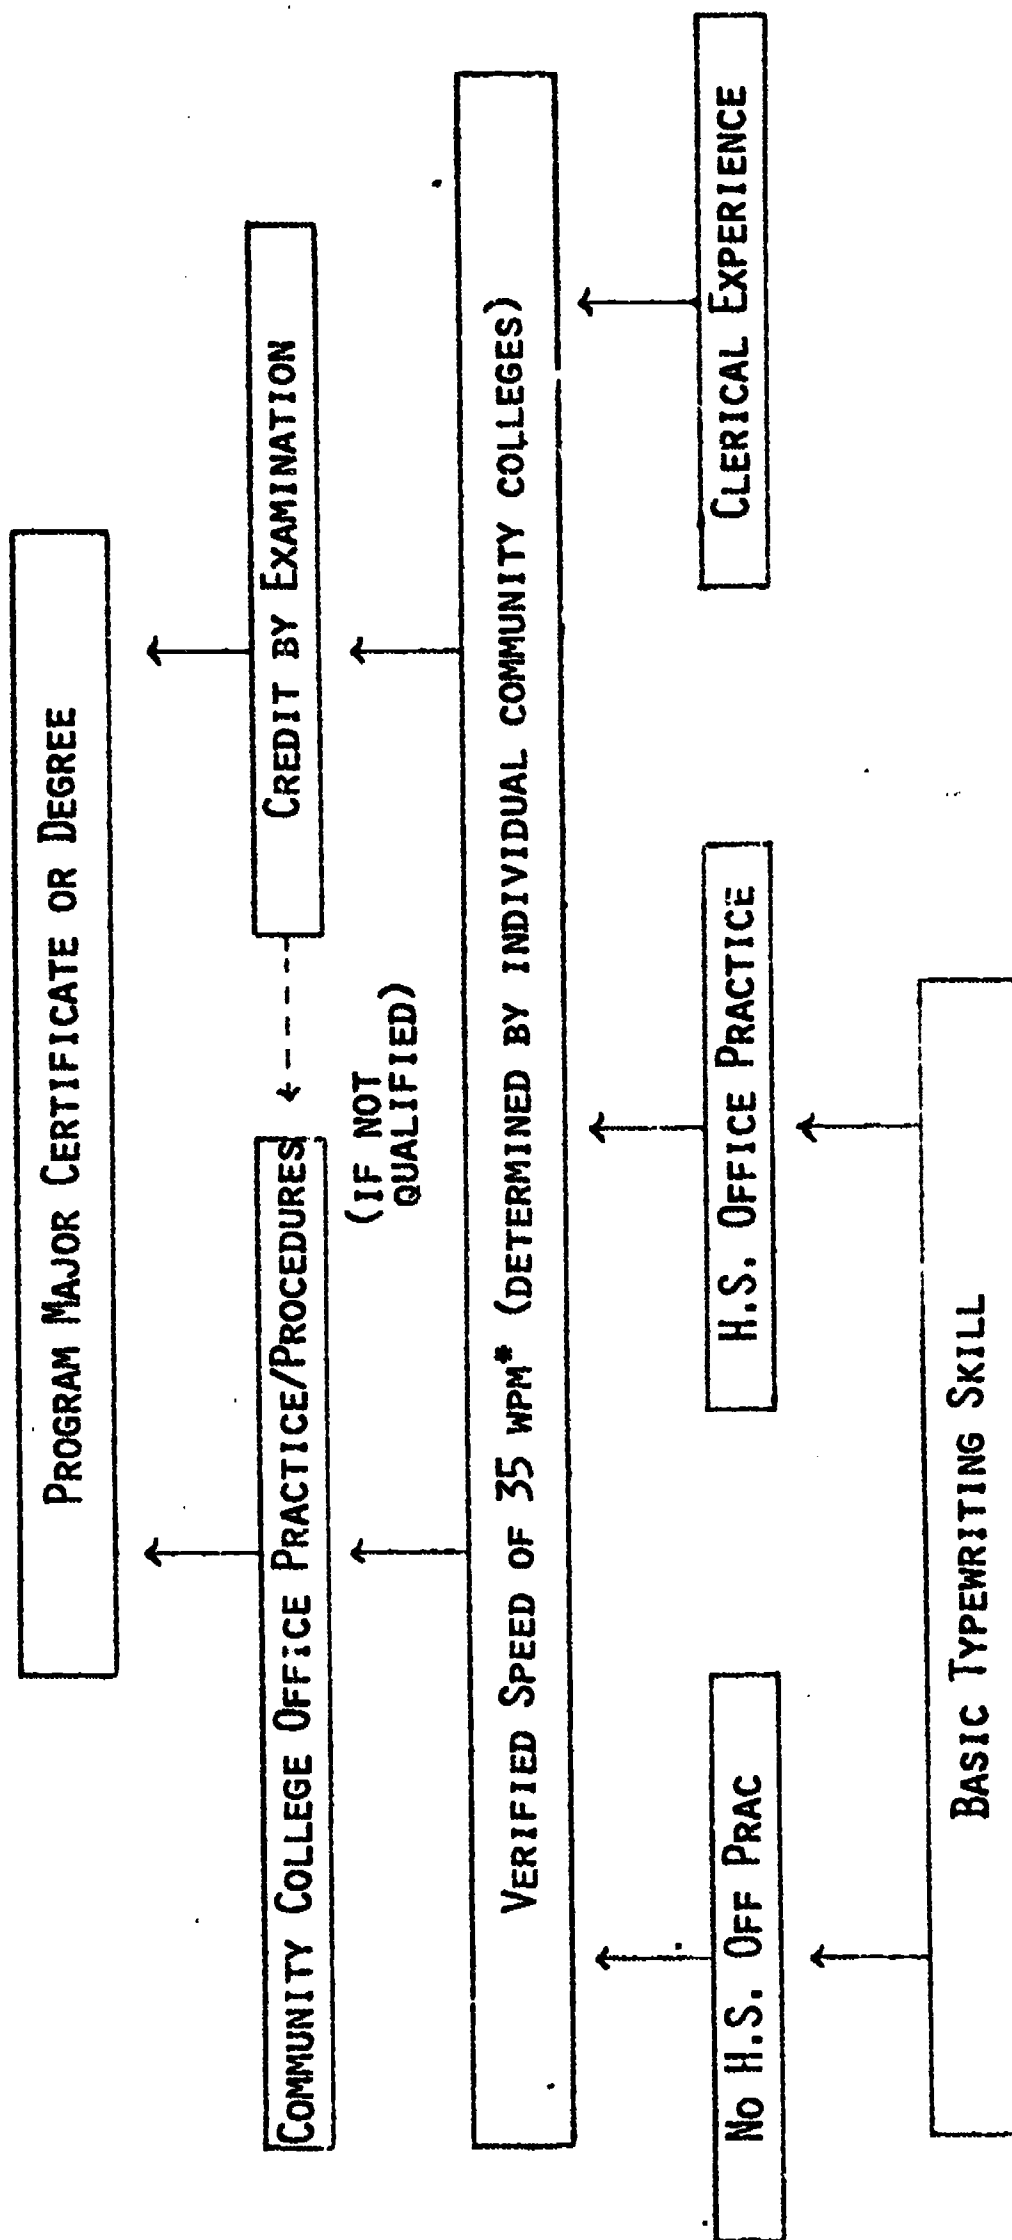 PROGRAM MAJOR CERTIFICATE OR DEGREE
COMMUNITY COLLEGE OFFICE PRACTICE/PROCEDURES
CREDIT BY EXAMINATION
(IF NOT
QUALIFIED)
VERIFIED SPEED OF 35 WPM* (DETERMINED BY INDIVIDUAL COMMUNITY COLLEGES)
NO H.S. OFF PRAC
H.S. OFFICE PRACTICE
CLERICAL EXPERIENCE
BASIC TYPEWRITING SKILL